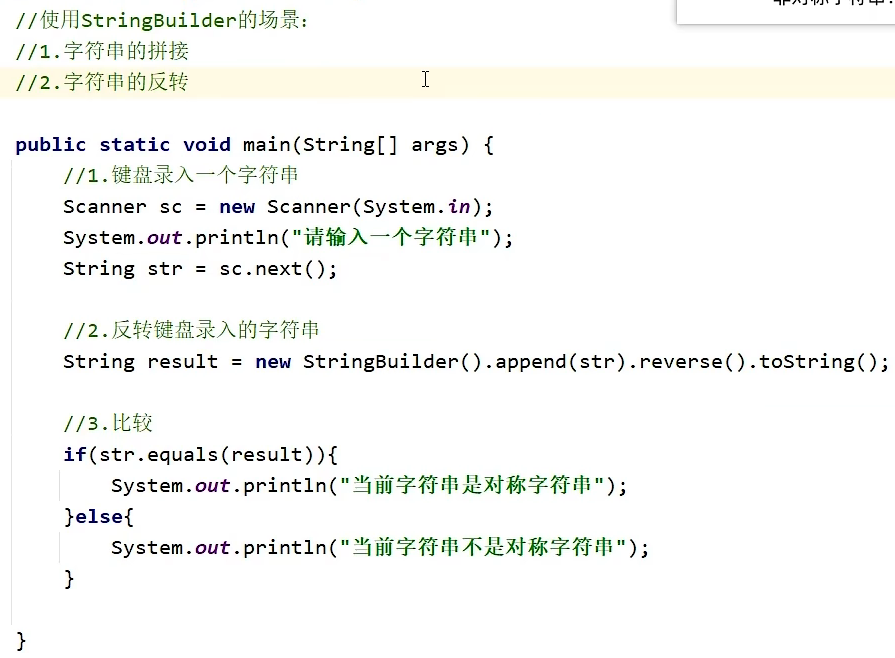 //使用StringBuilder的场景：
//1.字符串的拼接
//2.字符串的反转
public static void main(String[] args) {
//1.键盘录入一个字符串
Scanner sc = new Scanner(System.in);
System.out.println("请输入一个字符串");
String str = sc.next();
//2.反转键盘录入的字符串
String result = new StringBuilder().append(str).reverse().toString();
//3.比较
if(str.equals(result)){
System.out.println("当前字符串是对称字符串");
}else{
System.out.println("当前字符串不是对称字符串");
}
}